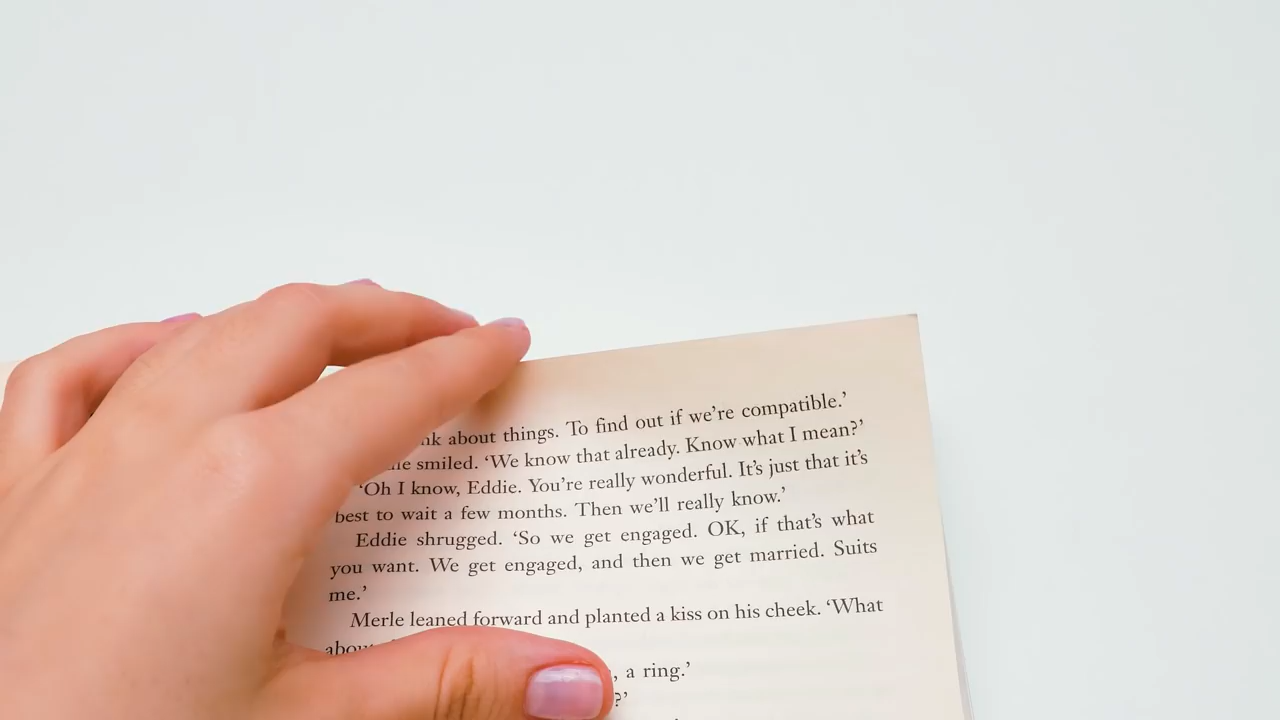 about things. To find out if we’re compatible.’
smiled. ‘We know that already. Know what I mean?’
‘Oh I know, Eddie. You’re really wonderful. It’s just that it’s
best to wait a few months. Then we’ll really know.’
Eddie shrugged. ‘So we get engaged. OK, if that’s what
you want. We get engaged, and then we get married. Suits
me.’
Merle leaned forward and planted a kiss on his cheek. ‘What
a ring.’